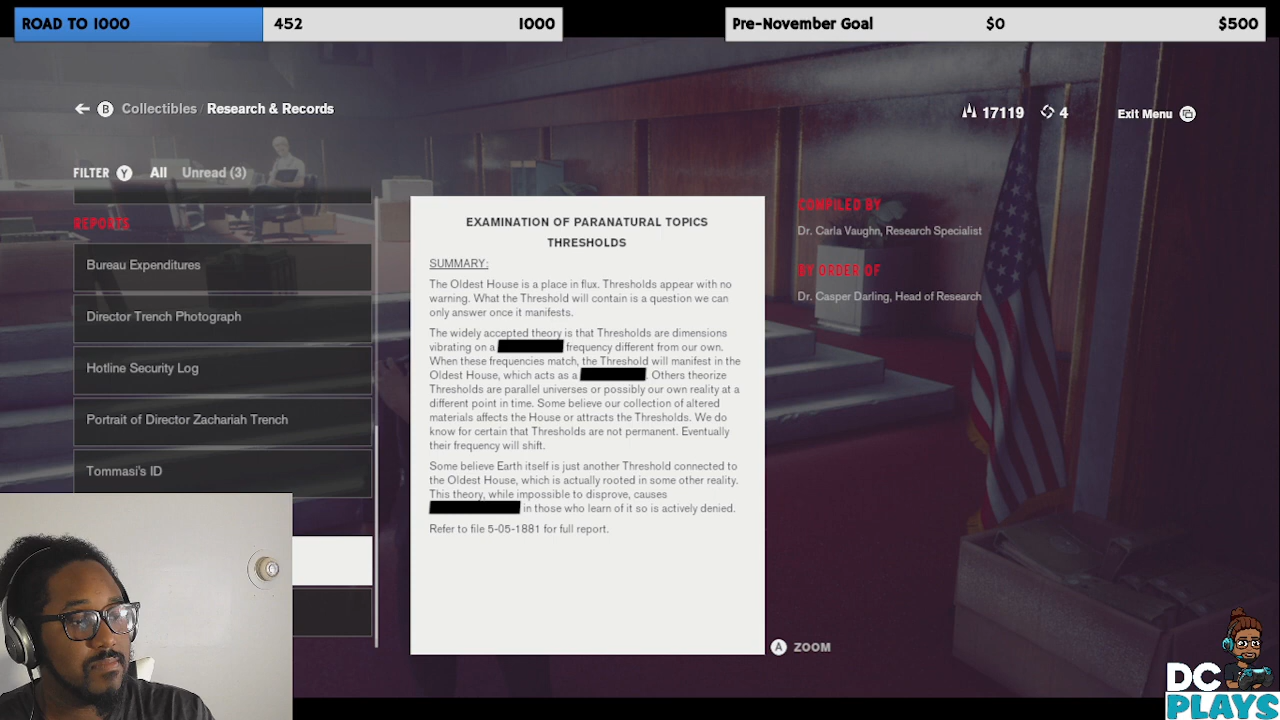 ROAD TO 1000 452 1000
Pre-November Goal $0 $500
B Collectibles / Research & Records
17119 4 Exit Menu
FILTER Y All Unread (3)
REPORTS
Bureau Expenditures
Director Trench Photograph
Hotline Security Log
Portrait of Director Zachariah Trench
Tommasi's ID
EXAMINATION OF PARANATURAL TOPICS
THRESHOLDS
SUMMARY:
The Oldest House is a place in flux. Thresholds appear with no
warning. What the Threshold will contain is a question we can
only answer once it manifests.
The widely accepted theory is that Thresholds are dimensions
vibrating on a frequency different from our own.
When these frequencies match, the Threshold will manifest in the
Oldest House, which acts as a . Others theorize
Thresholds are parallel universes or possibly our own reality at a
different point in time. Some believe our collection of altered
materials affects the House or attracts the Thresholds. We do
know for certain that Thresholds are not permanent. Eventually
their frequency will shift.
Some believe Earth itself is just another Threshold connected to
the Oldest House, which is actually rooted in some other reality.
This theory, while impossible to disprove, causes
in those who learn of it so is actively denied.
Refer to file 5-05-1881 for full report.
COMPILED BY
Dr. Carla Vaughn, Research Specialist
BY ORDER OF
Dr. Casper Darling, Head of Research
A ZOOM
DC
PLAYS